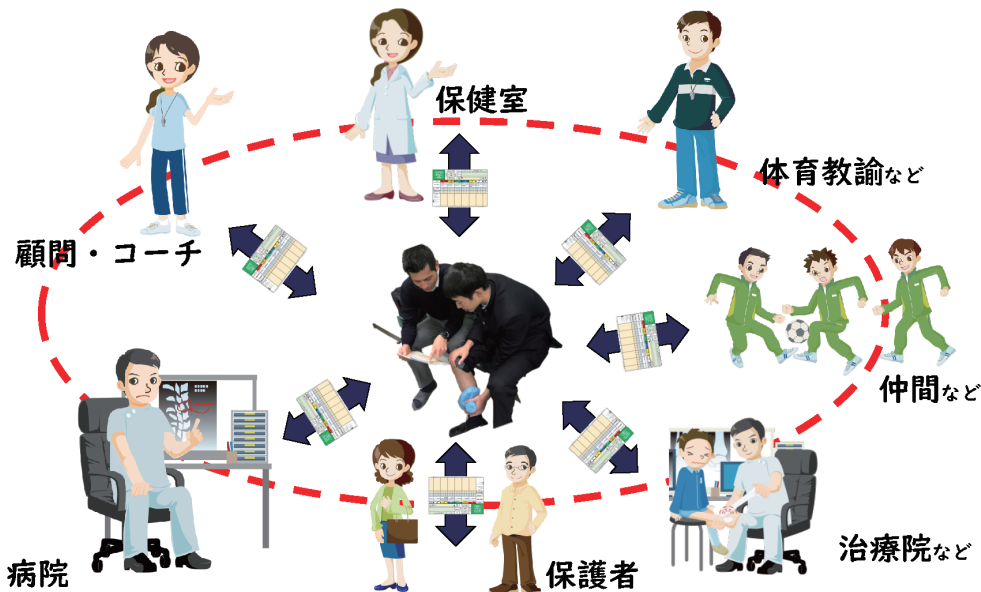 保健室
体育教諭など
顧問・コーチ
仲間など
治療院など
病院
保護者